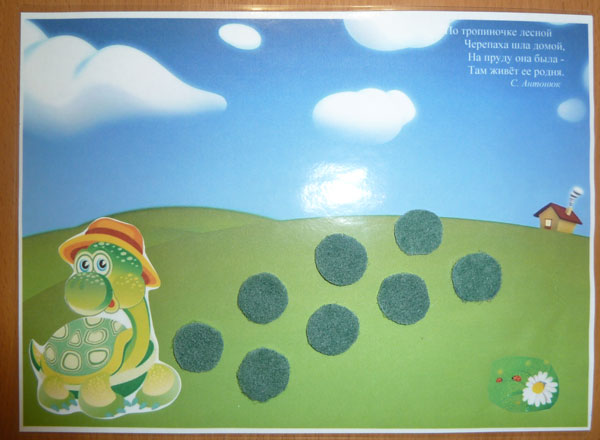 По тропиночке лесной
Черепаха шла домой,
На пруду она была -
Там живёт ее родня.
С. Антонюк